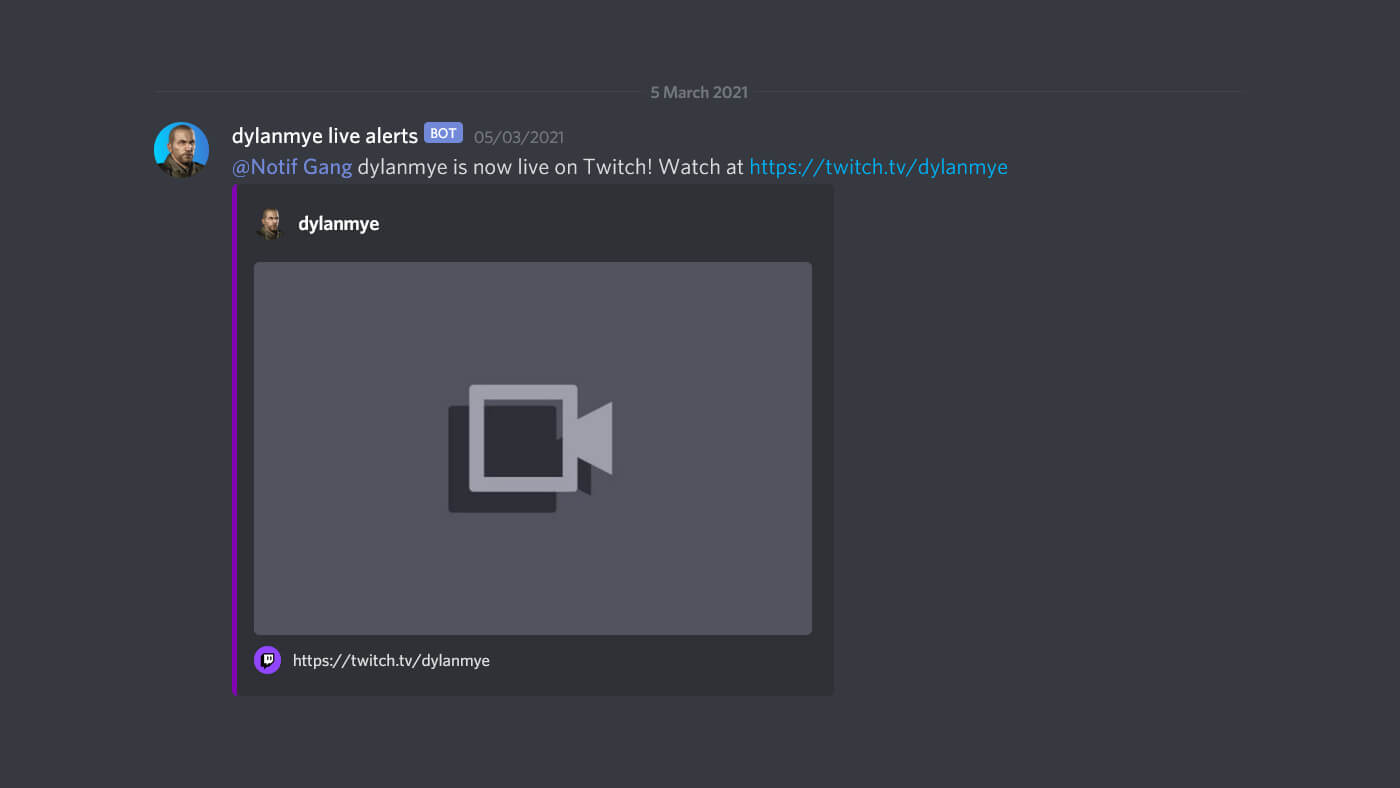 5 March 2021
dylanmye live alerts BOT 05/03/2021
@Notif Gang dylanmye is now live on Twitch! Watch at https://twitch.tv/dylanmye
dylanmye
https://twitch.tv/dylanmye